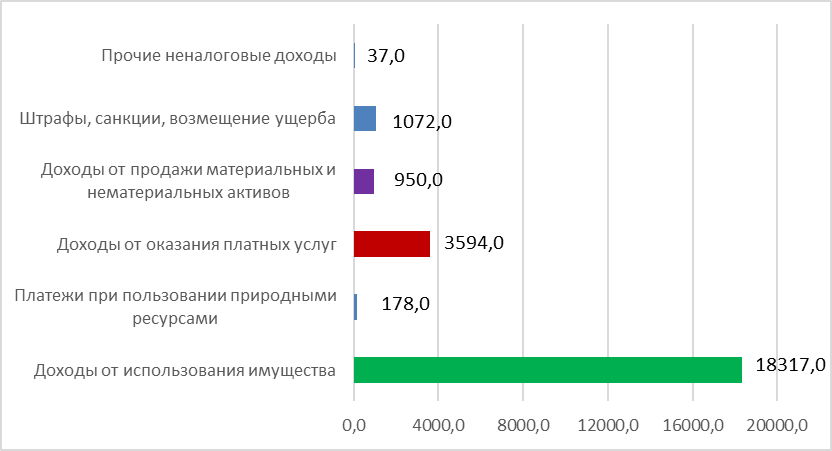 Прочие неналоговые доходы
37,0
Штрафы, санкции, возмещение ущерба
1072,0
Доходы от продажи материальных и
нематериальных активов
950,0
Доходы от оказания платных услуг
3594,0
Платежи при пользовании природными
ресурсами
178,0
Доходы от использования имущества
18317,0
0,0 4000,0 8000,0 12000,0 16000,0 20000,0